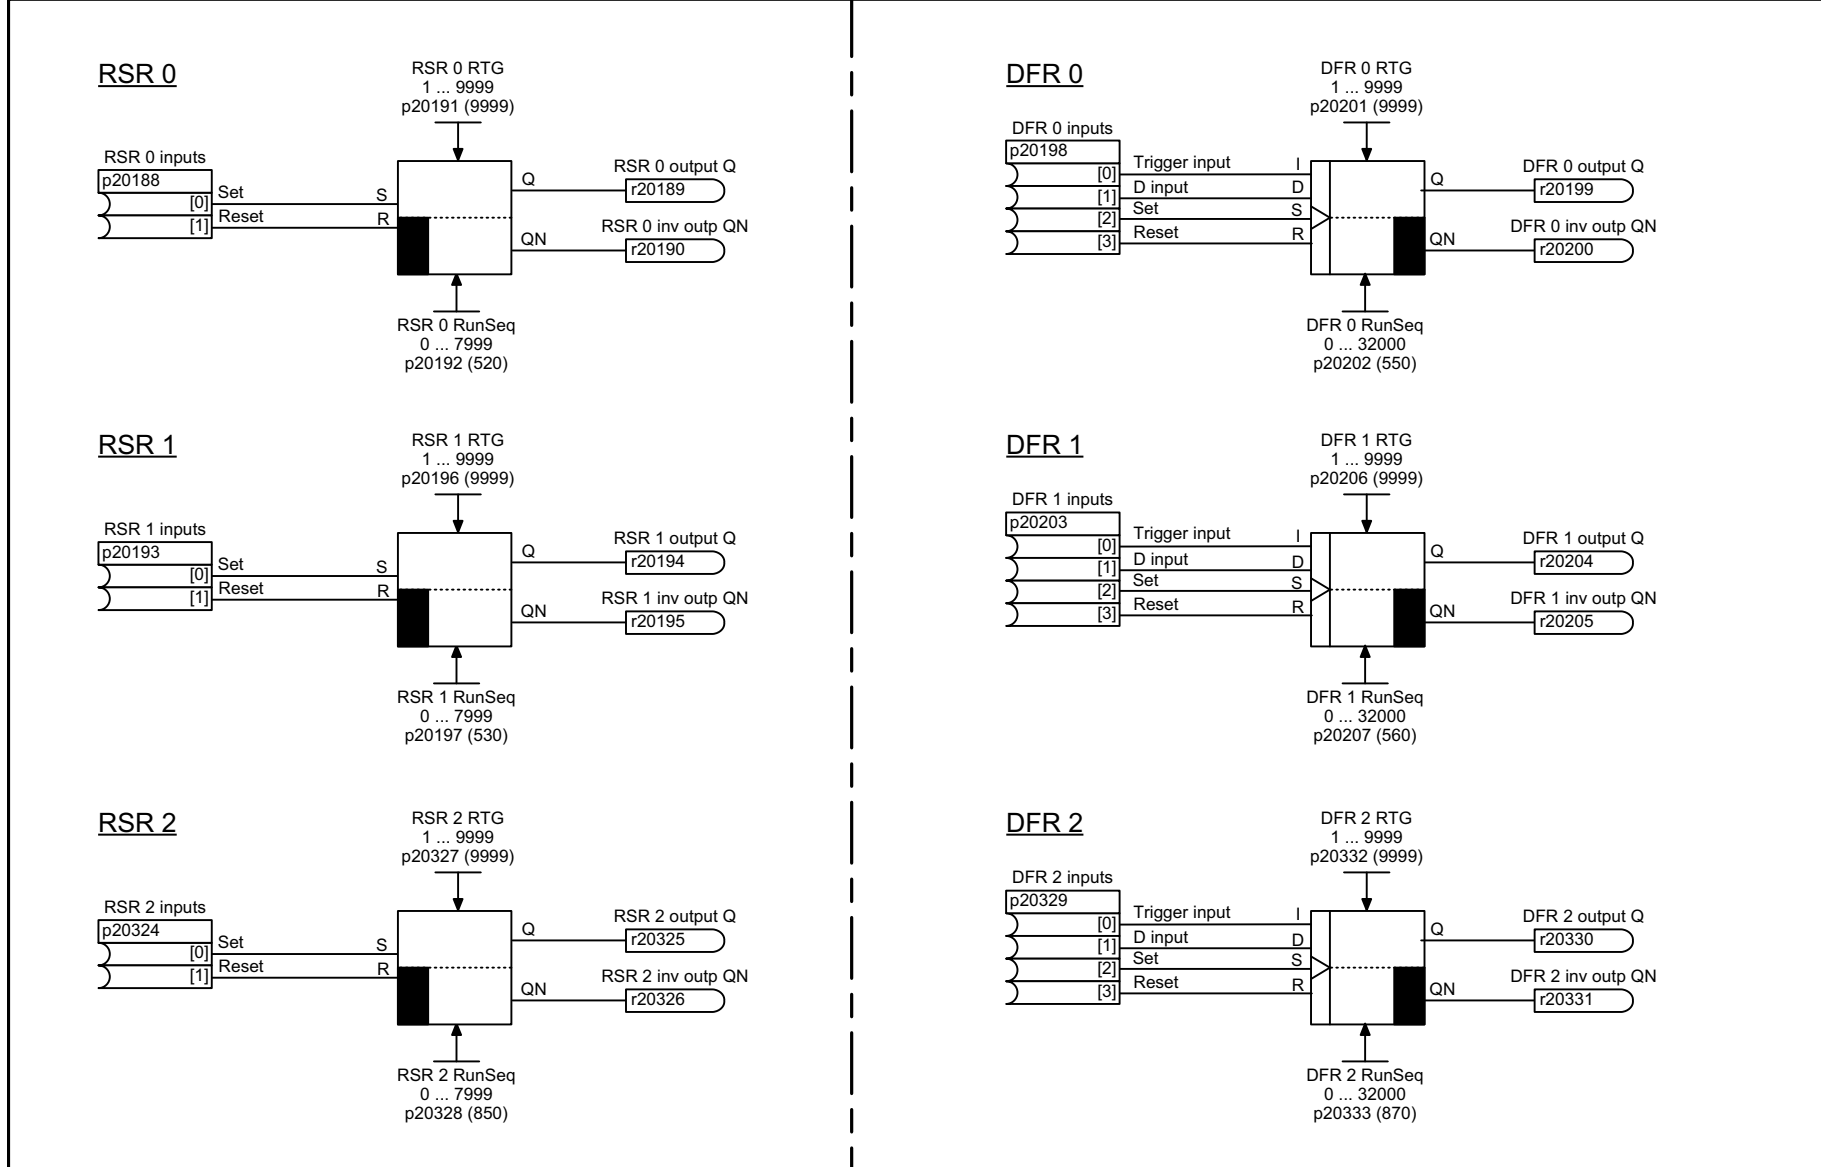 RSR 0
RSR 0 RTG
1 ... 9999
p20191 (9999)
RSR 0 inputs
p20188
[0] Set S
[1] Reset R
Q
RSR 0 output Q
r20189
QN
RSR 0 inv outp QN
r20190
RSR 0 RunSeq
0 ... 7999
p20192 (520)
RSR 1
RSR 1 RTG
1 ... 9999
p20196 (9999)
RSR 1 inputs
p20193
[0] Set S
[1] Reset R
Q
RSR 1 output Q
r20194
QN
RSR 1 inv outp QN
r20195
RSR 1 RunSeq
0 ... 7999
p20197 (530)
RSR 2
RSR 2 RTG
1 ... 9999
p20327 (9999)
RSR 2 inputs
p20324
[0] Set S
[1] Reset R
Q
RSR 2 output Q
r20325
QN
RSR 2 inv outp QN
r20326
RSR 2 RunSeq
0 ... 7999
p20328 (850)
DFR 0
DFR 0 RTG
1 ... 9999
p20201 (9999)
DFR 0 inputs
p20198
[0] Trigger input I
[1] D input D
[2] Set S
[3] Reset R
Q
DFR 0 output Q
r20199
QN
DFR 0 inv outp QN
r20200
DFR 0 RunSeq
0 ... 32000
p20202 (550)
DFR 1
DFR 1 RTG
1 ... 9999
p20206 (9999)
DFR 1 inputs
p20203
[0] Trigger input I
[1] D input D
[2] Set S
[3] Reset R
Q
DFR 1 output Q
r20204
QN
DFR 1 inv outp QN
r20205
DFR 1 RunSeq
0 ... 32000
p20207 (560)
DFR 2
DFR 2 RTG
1 ... 9999
p20332 (9999)
DFR 2 inputs
p20329
[0] Trigger input I
[1] D input D
[2] Set S
[3] Reset R
Q
DFR 2 output Q
r20330
QN
DFR 2 inv outp QN
r20331
DFR 2 RunSeq
0 ... 32000
p20333 (870)